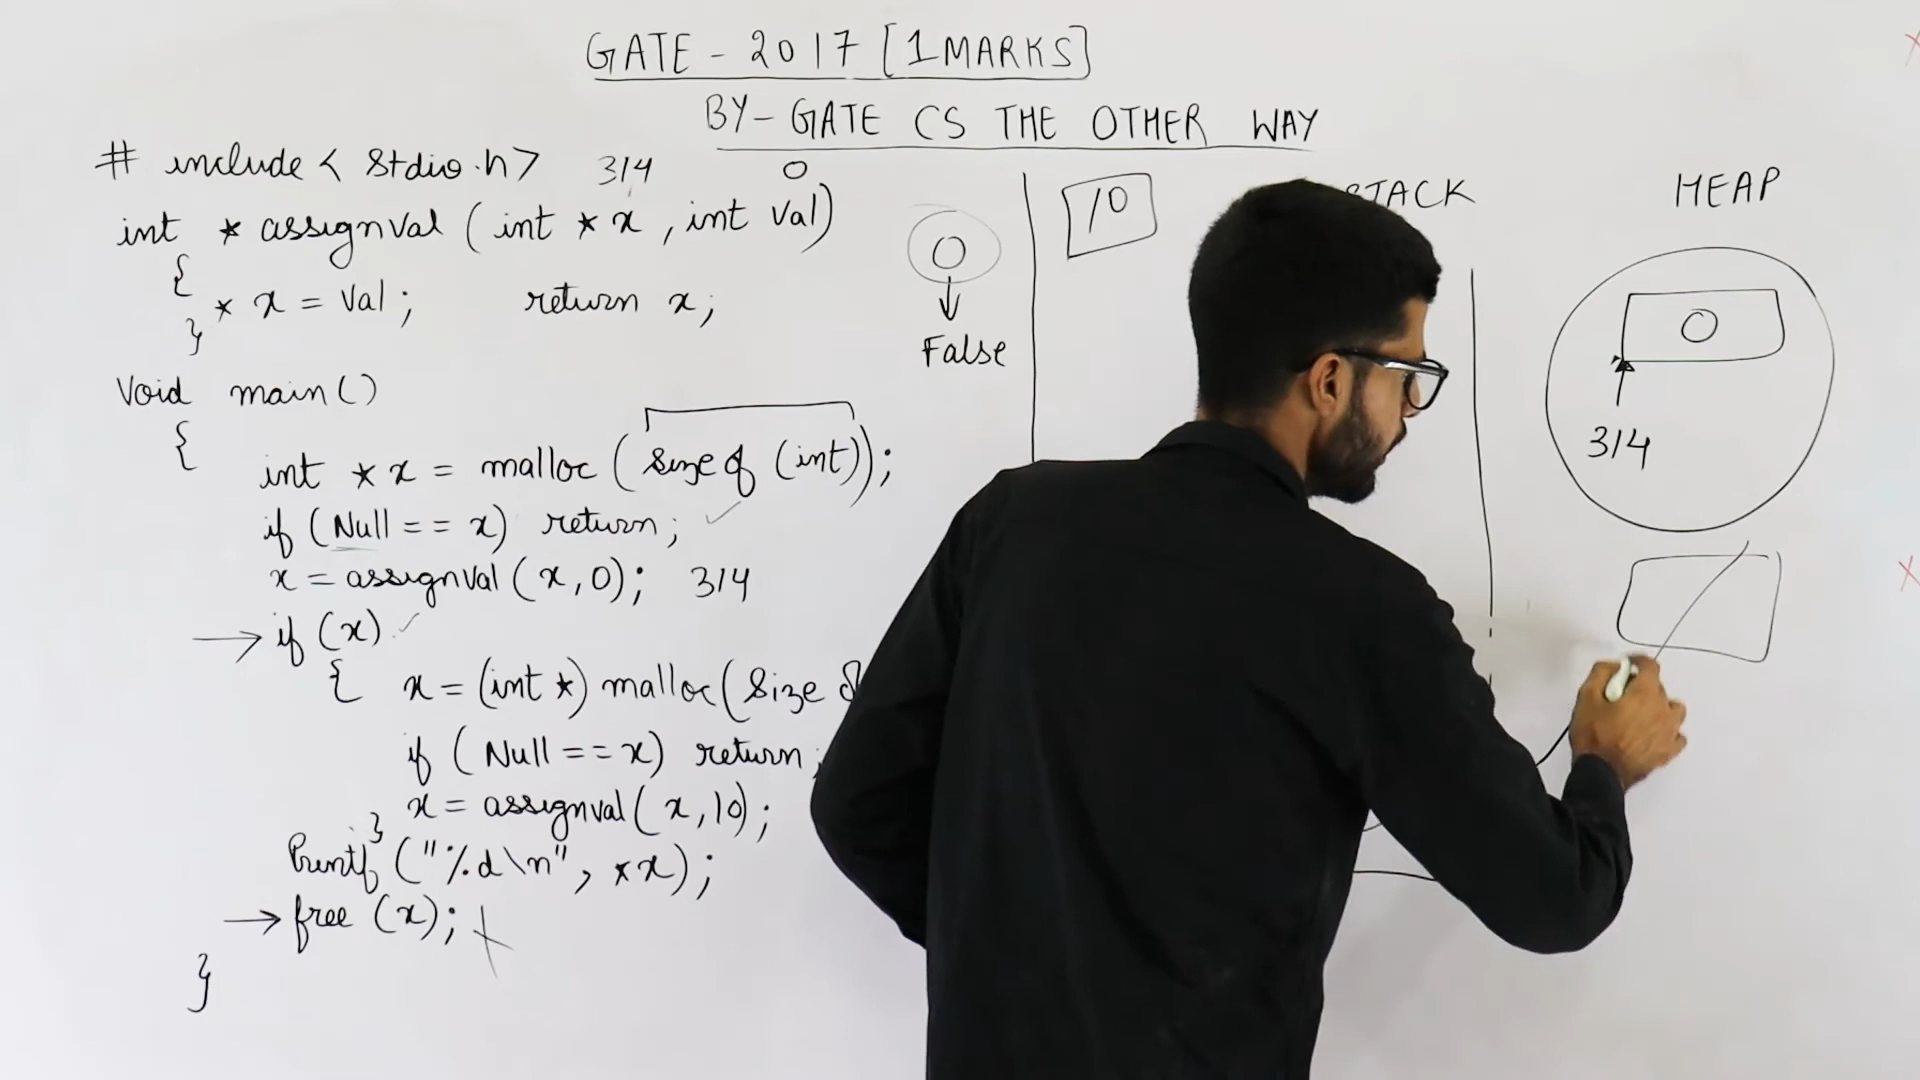 GATE - 2017 [1 MARKS]
BY - GATE CS THE OTHER WAY
# include < stdio.h> 314 0
int * assignval ( int * x , int val)
{
* x = val ; return x ;
}
Void main ()
{
int * x = malloc ( size of (int) ) ;
if ( Null = = x ) return ;
x = assignval ( x , 0 ) ; 314
if (x)
{ x = (int *) malloc ( size of
if ( Null = = x ) return ;
x = assignval ( x , 10 ) ;
}
Printf ( "%d\n" , *x ) ;
free (x) ;
}
0
False
10
STACK
HEAP
0
314